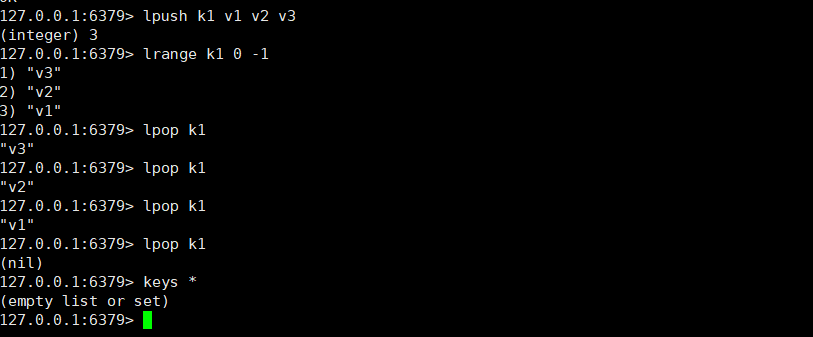 127.0.0.1:6379> lpush k1 v1 v2 v3
(integer) 3
127.0.0.1:6379> lrange k1 0 -1
1) "v3"
2) "v2"
3) "v1"
127.0.0.1:6379> lpop k1
"v3"
127.0.0.1:6379> lpop k1
"v2"
127.0.0.1:6379> lpop k1
"v1"
127.0.0.1:6379> lpop k1
(nil)
127.0.0.1:6379> keys *
(empty list or set)
127.0.0.1:6379>